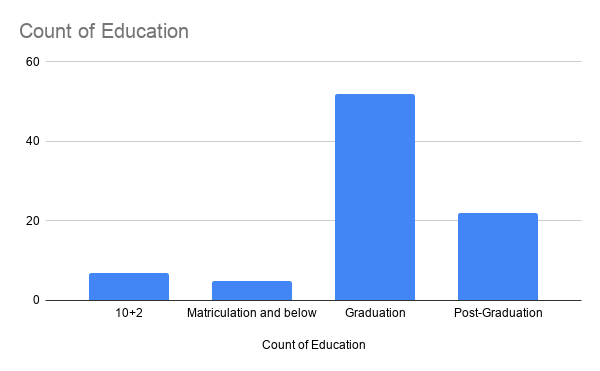 Count of Education
60
40
20
0
10+2 Matriculation and below Graduation Post-Graduation
Count of Education